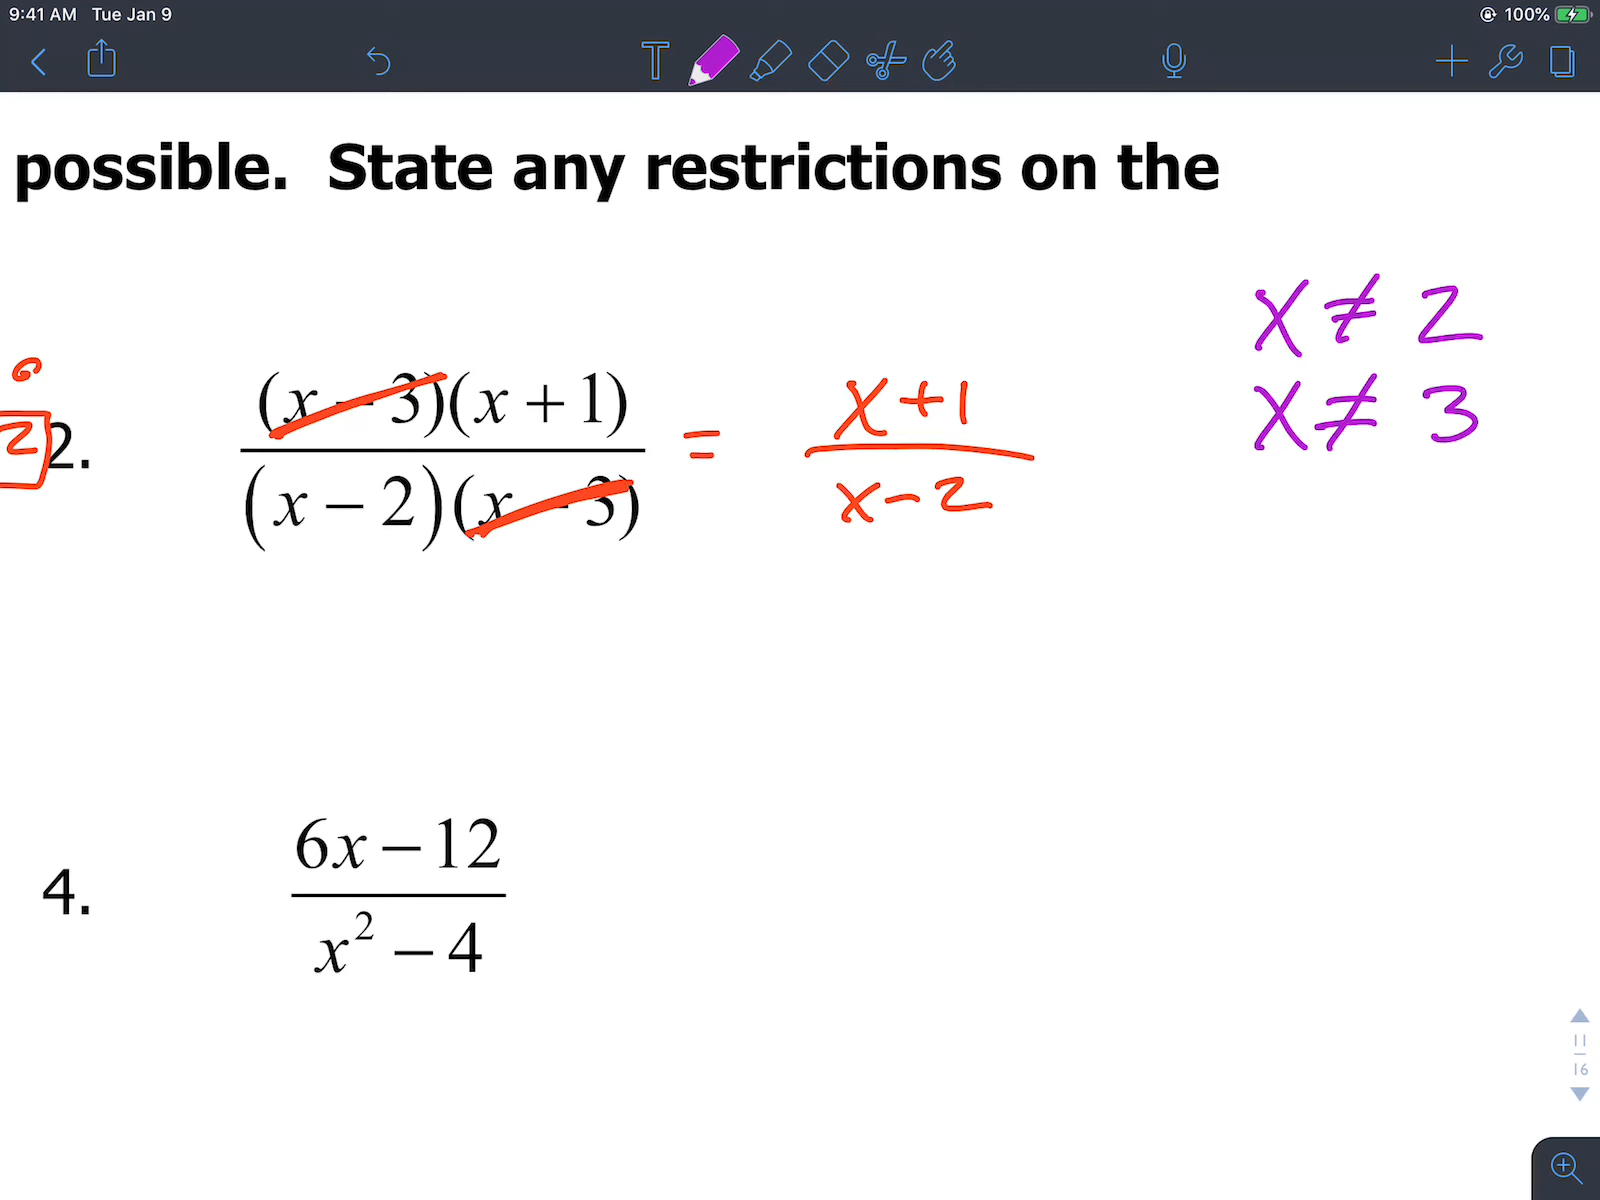 9:41 AM Tue Jan 9 100%
T
possible. State any restrictions on the
x ≠ 2
x ≠ 3
6
2 2. (x − 3)(x + 1) / (x − 2)(x − 3) = x + 1 / x − 2
4. 6x − 12 / x² − 4
11
16